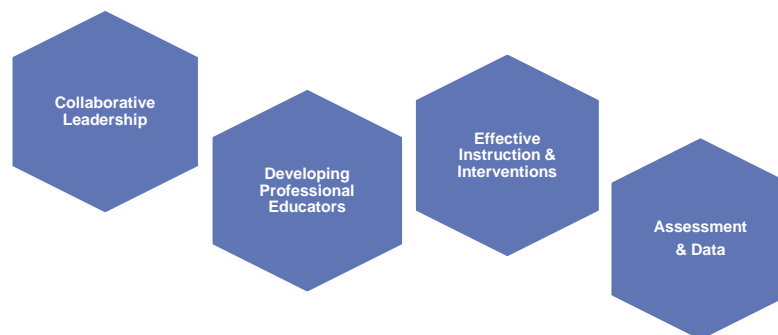 Collaborative
Leadership
Developing
Professional
Educators
Effective
Instruction &
Interventions
Assessment
& Data